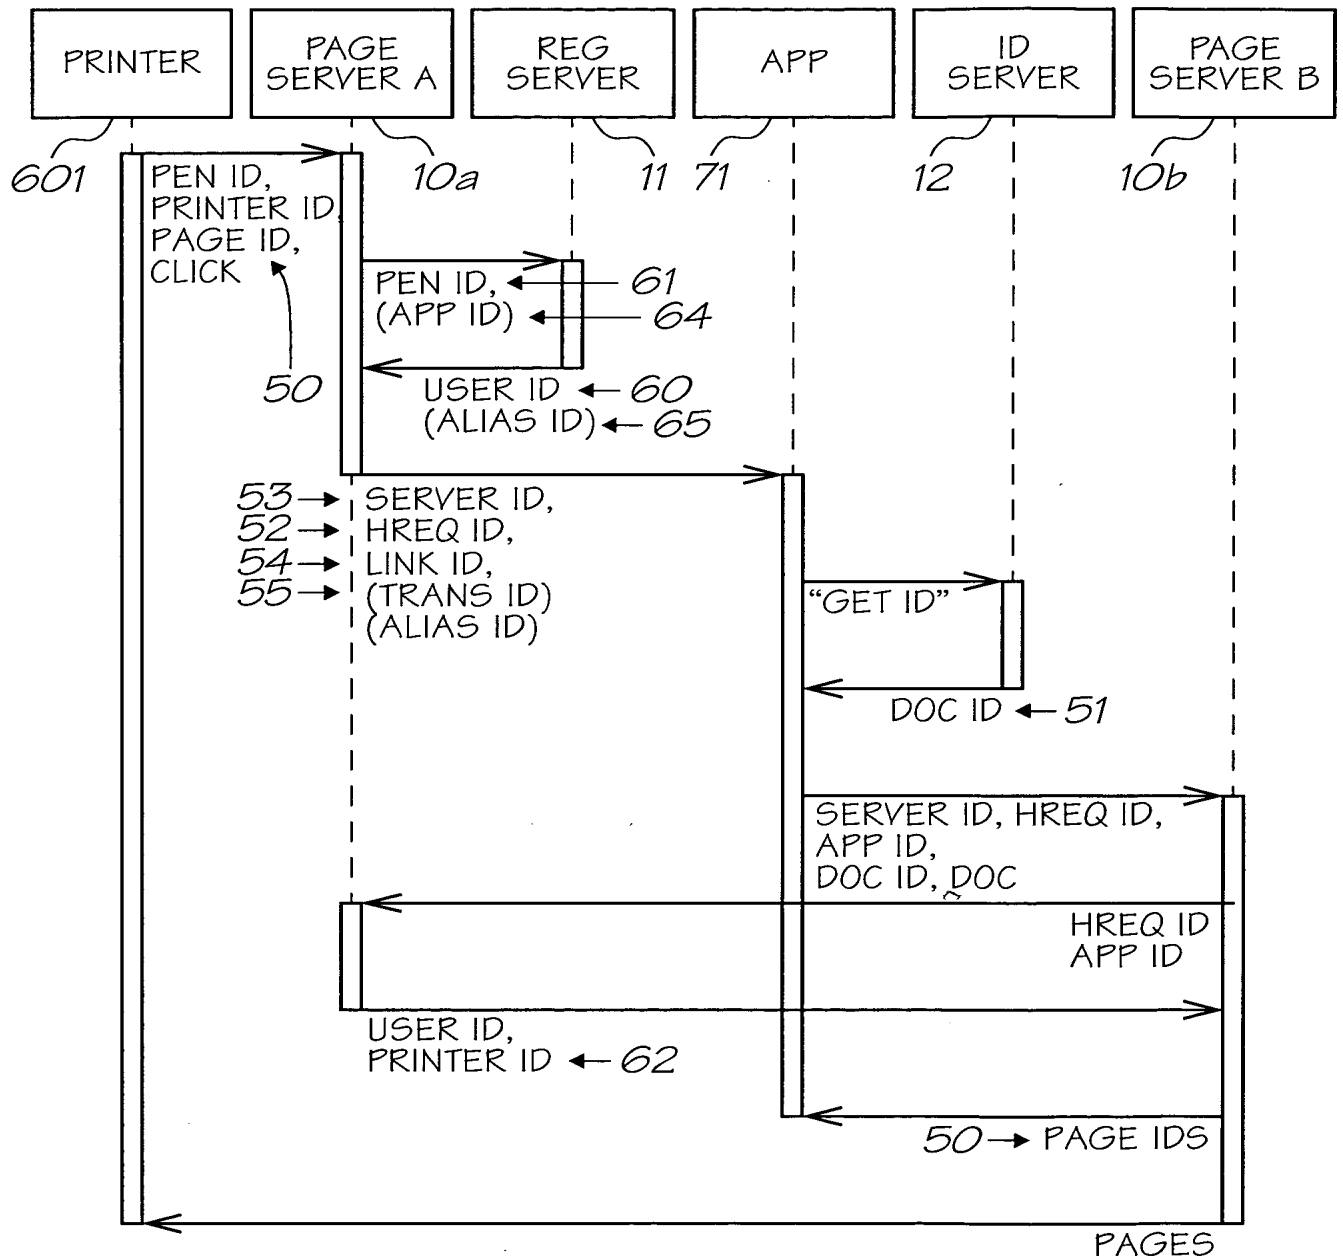 PRINTER
PAGE
SERVER A
REG
SERVER
APP
ID
SERVER
PAGE
SERVER B
601
10a
11
71
12
10b
PEN ID,
PRINTER ID,
PAGE ID,
CLICK
50
PEN ID,
61
(APP ID)
64
USER ID
60
(ALIAS ID)
65
53
SERVER ID,
52
HREQ ID,
54
LINK ID,
55
(TRANS ID)
(ALIAS ID)
"GET ID"
DOC ID
51
SERVER ID, HREQ ID,
APP ID,
DOC ID, DOC
HREQ ID
APP ID
USER ID,
PRINTER ID
62
50
PAGE IDS
PAGES